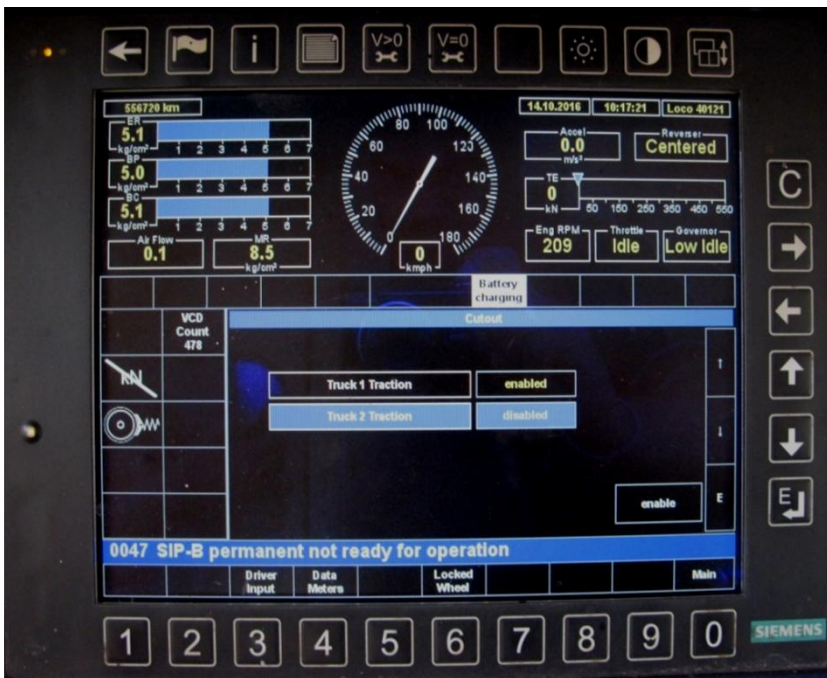 i
V>0
V=0
556720 km
14.10.2016
10:17:21
Loco 40121
ER
5.1
kg/cm²
1 2 3 4 5 6 7
BP
5.0
kg/cm²
1 2 3 4 5 6 7
BC
5.1
kg/cm²
1 2 3 4 5 6 7
Air Flow
0.1
MR
8.5
kg/cm²
0 20 40 60 80 100 120 140 160 180
0
kmph
Accel
0.0
m/s²
Reverser
Centered
TE
0
kN
50 150 250 350 450 550
Eng RPM
209
Throttle
Idle
Governor
Low Idle
C
Battery
charging
VCD
Count
478
Cutout
kN
Truck 1 Traction
enabled
Truck 2 Traction
disabled
enable
E
E
0047 SIP-B permanent not ready for operation
Driver
Input
Data
Meters
Locked
Wheel
Main
1 2 3 4 5 6 7 8 9 0
SIEMENS